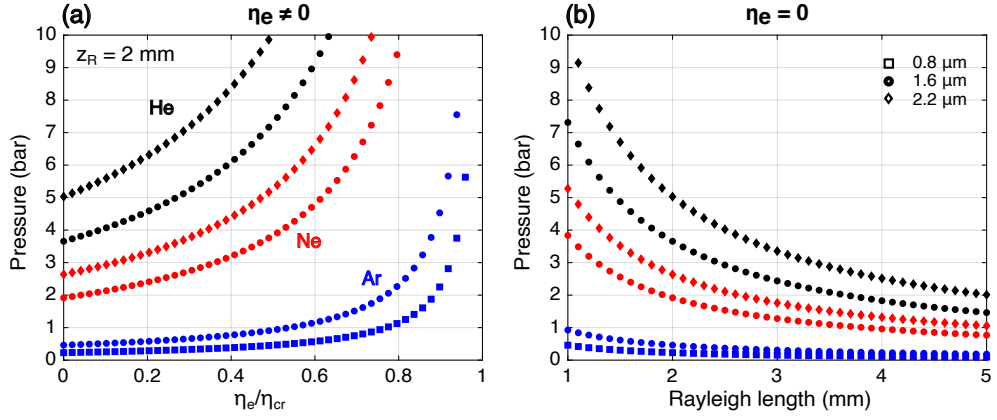 (a)
ηe ≠ 0
10
9
8
7
6
5
4
3
2
1
0
Pressure (bar)
zR = 2 mm
He
Ne
Ar
0
0.2
0.4
0.6
0.8
1
ηe/ηcr
(b)
ηe = 0
10
9
8
7
6
5
4
3
2
1
0
Pressure (bar)
0.8 µm
1.6 µm
2.2 µm
1
2
3
4
5
Rayleigh length (mm)